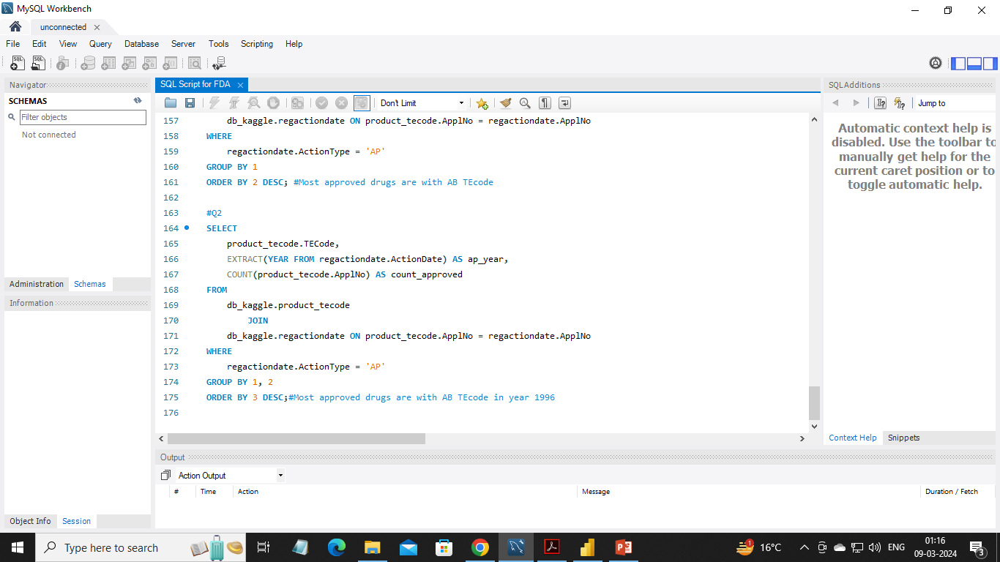 MySQL Workbench
unconnected
File Edit View Query Database Server Tools Scripting Help
Navigator
SCHEMAS
Filter objects
Not connected
Administration Schemas
Information
Object Info Session
SQL Script for FDA
Don't Limit
157 db_kaggle.regactiondate ON product_tecode.ApplNo = regactiondate.ApplNo
158 WHERE
159 regactiondate.ActionType = 'AP'
160 GROUP BY 1
161 ORDER BY 2 DESC; #Most approved drugs are with AB TEcode
162
163 #Q2
164 SELECT
165 product_tecode.TECode,
166 EXTRACT(YEAR FROM regactiondate.ActionDate) AS ap_year,
167 COUNT(product_tecode.ApplNo) AS count_approved
168 FROM
169 db_kaggle.product_tecode
170 JOIN
171 db_kaggle.regactiondate ON product_tecode.ApplNo = regactiondate.ApplNo
172 WHERE
173 regactiondate.ActionType = 'AP'
174 GROUP BY 1, 2
175 ORDER BY 3 DESC;#Most approved drugs are with AB TEcode in year 1996
176
SQLAdditions
Jump to
Automatic context help is
disabled. Use the toolbar to
manually get help for the
current caret position or to
toggle automatic help.
Context Help Snippets
Output
Action Output
# Time Action Message Duration / Fetch
Type here to search
16°C
ENG
01:16
09-03-2024
3